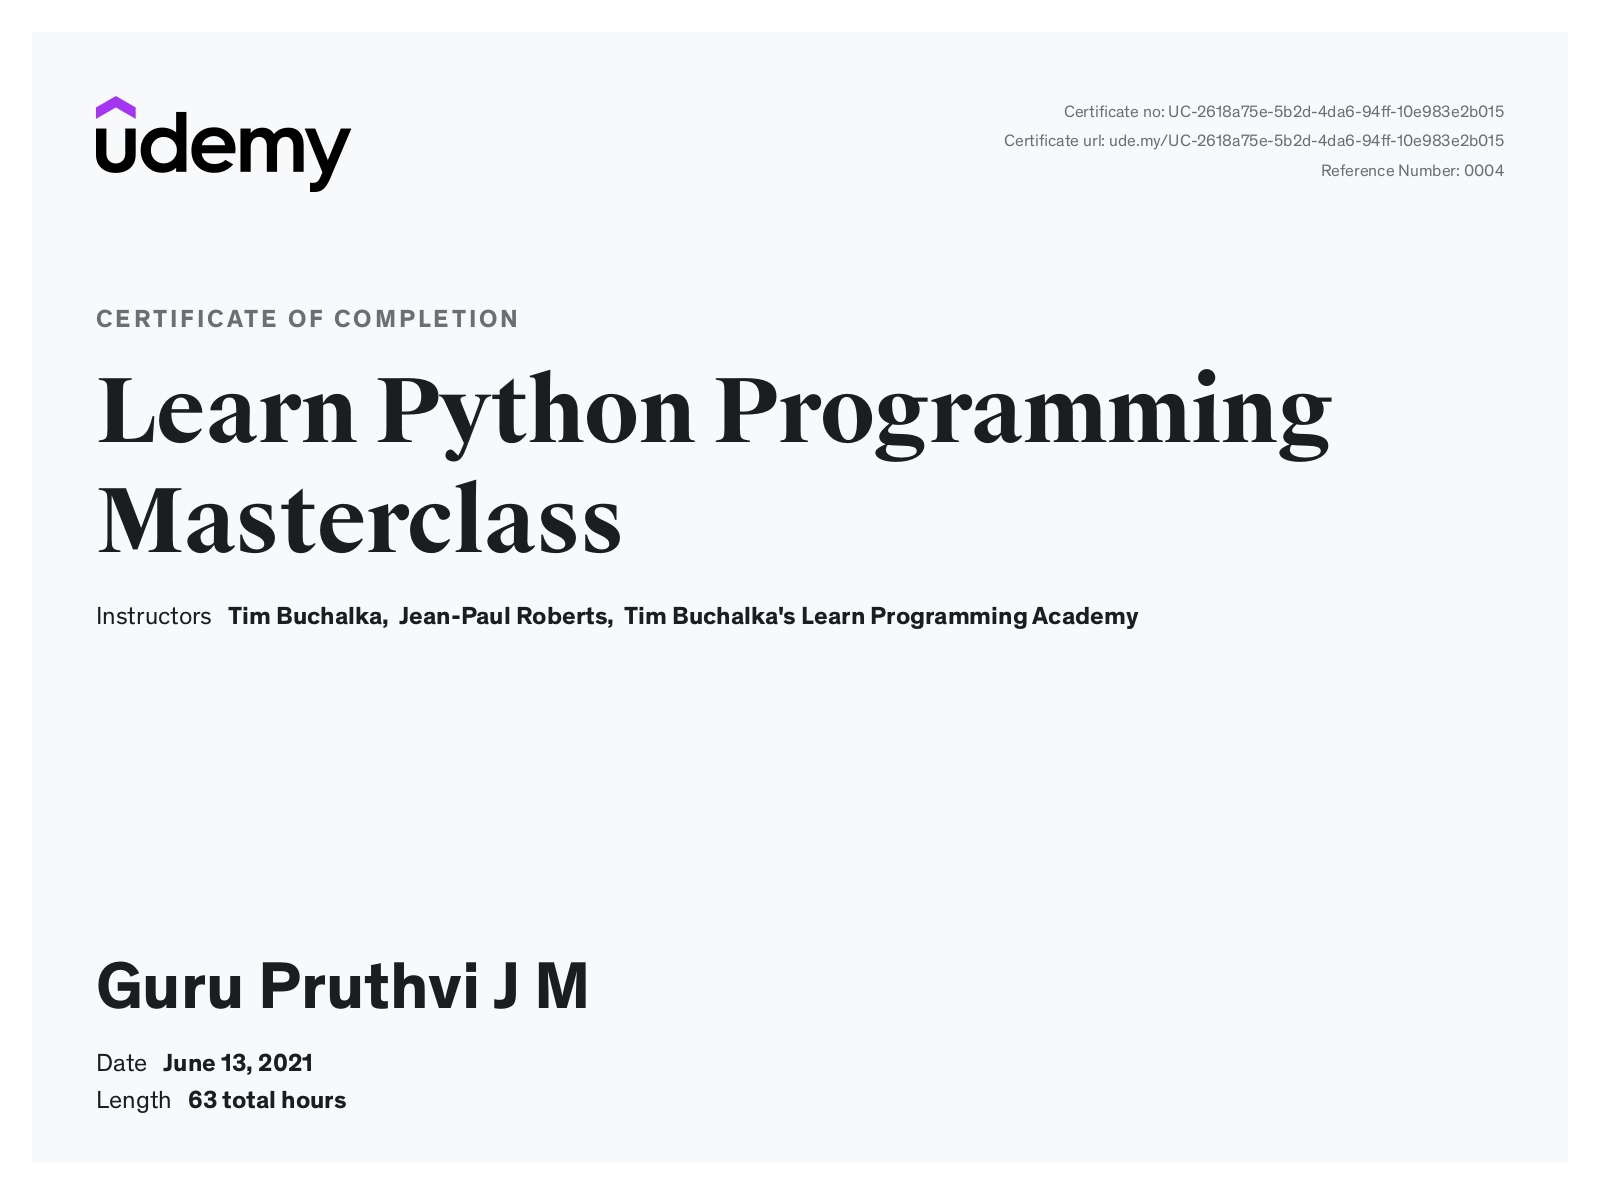 udemy
Certificate no: UC-2618a75e-5b2d-4da6-94ff-10e983e2b015
Certificate url: ude.my/UC-2618a75e-5b2d-4da6-94ff-10e983e2b015
Reference Number: 0004
CERTIFICATE OF COMPLETION
Learn Python Programming
Masterclass
Instructors Tim Buchalka, Jean-Paul Roberts, Tim Buchalka's Learn Programming Academy
Guru Pruthvi J M
Date June 13, 2021
Length 63 total hours